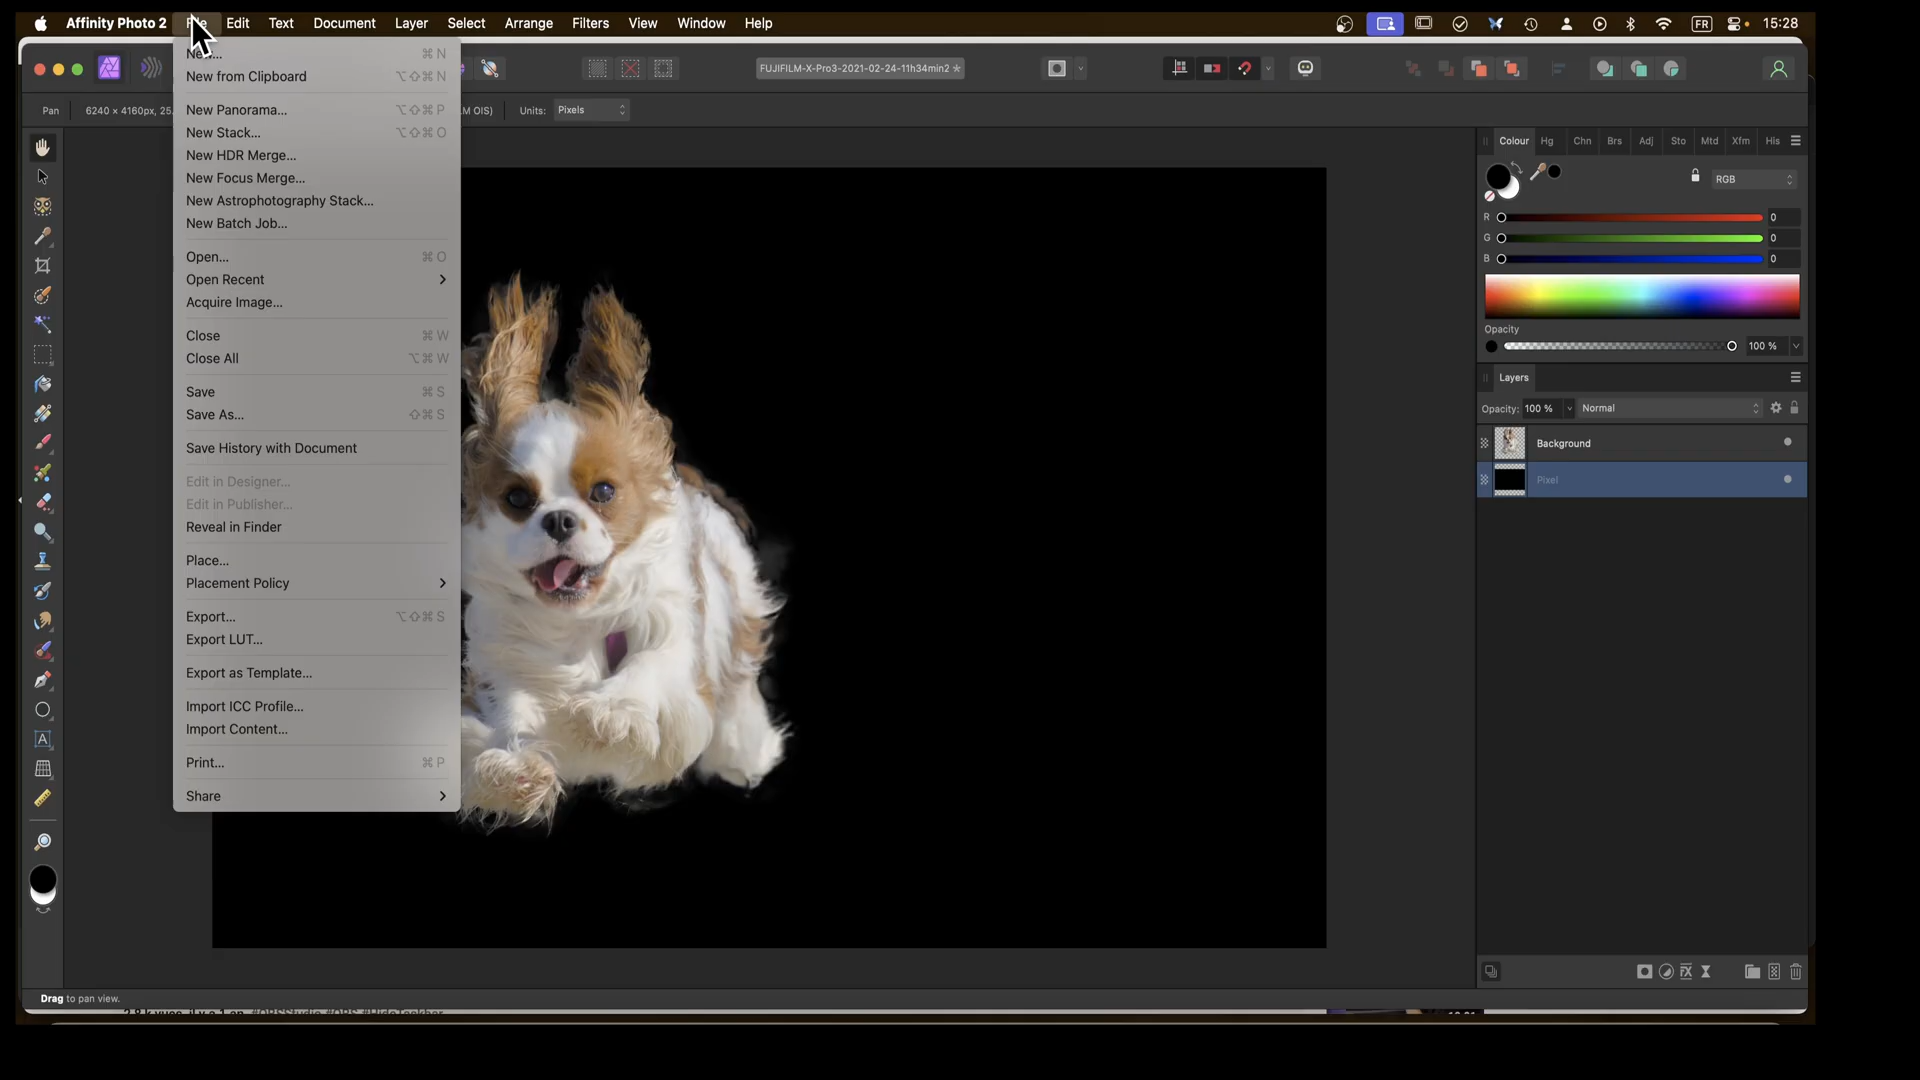 Affinity Photo 2 File Edit Text Document Layer Select Arrange Filters View Window Help FR 15:28
FUJIFILM-X-Pro3-2021-02-24-11h34min2 *
Pan 6240 × 4160px, 25. M OIS) Units: Pixels
⌘ N
New from Clipboard ⌥⇧⌘ N
New Panorama... ⌥⇧⌘ P
New Stack... ⌥⇧⌘ O
New HDR Merge...
New Focus Merge...
New Astrophotography Stack...
New Batch Job...
Open... ⌘ O
Open Recent
Acquire Image...
Close ⌘ W
Close All ⌥⌘ W
Save ⌘ S
Save As... ⇧⌘ S
Save History with Document
Edit in Designer...
Edit in Publisher...
Reveal in Finder
Place...
Placement Policy
Export... ⌥⇧⌘ S
Export LUT...
Export as Template...
Import ICC Profile...
Import Content...
Print... ⌘ P
Share
Colour Hg Chn Brs Adj Sto Mtd Xfm His
RGB
R 0
G 0
B 0
Opacity
100 %
Layers
Opacity: 100 % Normal
Background
Pixel
Drag to pan view.